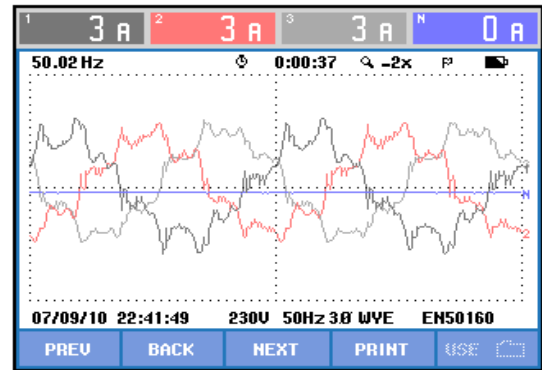 1 3 A 2 3 A 3 3 A N 0 A
50.02 Hz 0:00:37 -2x
N
2
07/09/10 22:41:49 230V 50Hz 3Ø WYE EN50160
PREV BACK NEXT PRINT USE